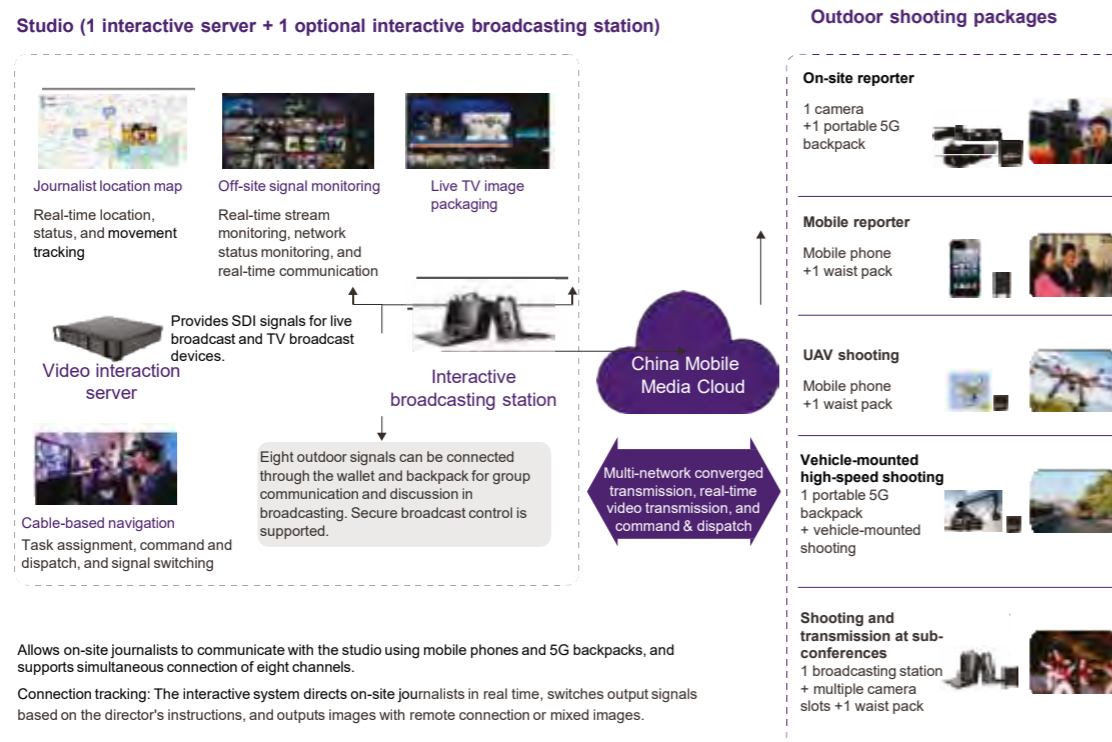 Studio (1 interactive server + 1 optional interactive broadcasting station)
Journalist location map
Real-time location,
status, and movement
tracking
Off-site signal monitoring
Real-time stream
monitoring, network
status monitoring, and
real-time communication
Live TV image
packaging
Provides SDI signals for live
broadcast and TV broadcast
devices.
Video interaction
server
Interactive
broadcasting station
Cable-based navigation
Task assignment, command and
dispatch, and signal switching
Eight outdoor signals can be connected
through the wallet and backpack for group
communication and discussion in
broadcasting. Secure broadcast control is
supported.
China Mobile
Media Cloud
Multi-network converged
transmission, real-time
video transmission, and
command & dispatch
Outdoor shooting packages
On-site reporter
1 camera
+1 portable 5G
backpack
Mobile reporter
Mobile phone
+1 waist pack
UAV shooting
Mobile phone
+1 waist pack
Vehicle-mounted
high-speed shooting
1 portable 5G
backpack
+ vehicle-mounted
shooting
Shooting and
transmission at sub-
conferences
1 broadcasting station
+ multiple camera
slots +1 waist pack
Allows on-site journalists to communicate with the studio using mobile phones and 5G backpacks, and
supports simultaneous connection of eight channels.
Connection tracking: The interactive system directs on-site journalists in real time, switches output signals
based on the director's instructions, and outputs images with remote connection or mixed images.